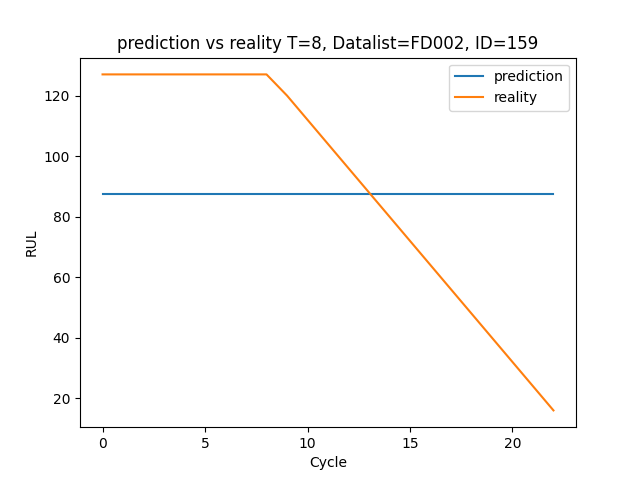 prediction vs reality T=8, Datalist=FD002, ID=159
prediction
reality
120
100
80
60
40
20
RUL
0
5
10
15
20
Cycle